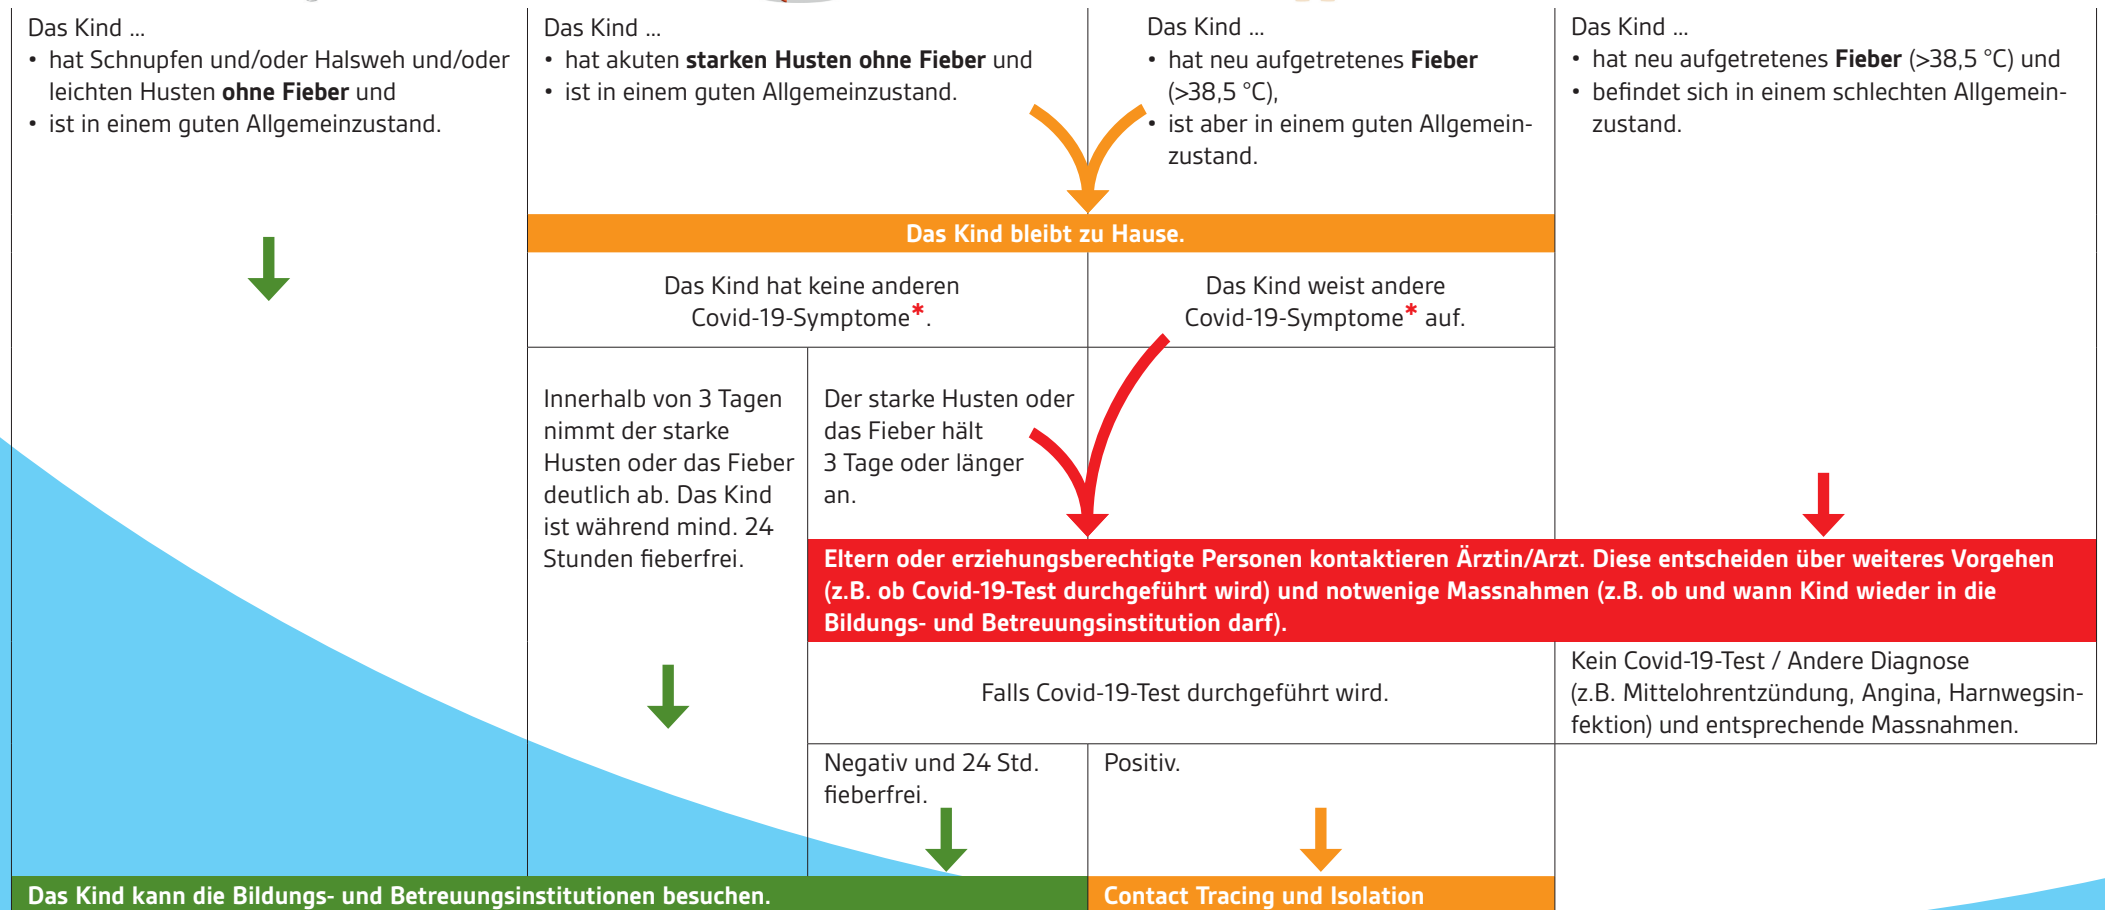 Das Kind ...
• hat Schnupfen und/oder Halsweh und/oder
leichten Husten ohne Fieber und
• ist in einem guten Allgemeinzustand.
Das Kind ...
• hat akuten starken Husten ohne Fieber und
• ist in einem guten Allgemeinzustand.
Das Kind ...
• hat neu aufgetretenes Fieber
(>38,5 °C),
• ist aber in einem guten Allgemein-
zustand.
Das Kind ...
• hat neu aufgetretenes Fieber (>38,5 °C) und
• befindet sich in einem schlechten Allgemein-
zustand.
Das Kind bleibt zu Hause.
Das Kind hat keine anderen
Covid-19-Symptome*.
Das Kind weist andere
Covid-19-Symptome* auf.
Innerhalb von 3 Tagen
nimmt der starke
Husten oder das Fieber
deutlich ab. Das Kind
ist während mind. 24
Stunden fieberfrei.
Der starke Husten oder
das Fieber hält
3 Tage oder länger
an.
Eltern oder erziehungsberechtigte Personen kontaktieren Ärztin/Arzt. Diese entscheiden über weiteres Vorgehen
(z.B. ob Covid-19-Test durchgeführt wird) und notwenige Massnahmen (z.B. ob und wann Kind wieder in die
Bildungs- und Betreuungsinstitution darf).
Falls Covid-19-Test durchgeführt wird.
Kein Covid-19-Test / Andere Diagnose
(z.B. Mittelohrentzündung, Angina, Harnwegsin-
fektion) und entsprechende Massnahmen.
Negativ und 24 Std.
fieberfrei.
Positiv.
Das Kind kann die Bildungs- und Betreuungsinstitutionen besuchen.
Contact Tracing und Isolation